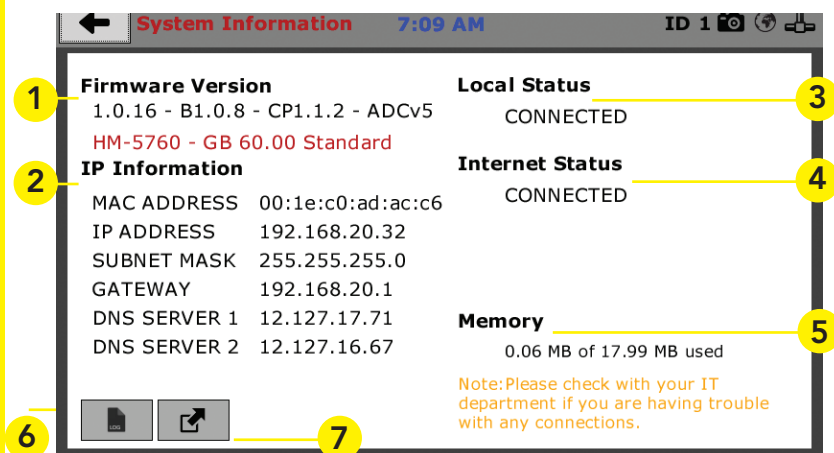 System Information 7:09 AM ID 1
Firmware Version
1.0.16 - B1.0.8 - CP1.1.2 - ADCv5
HM-5760 - GB 60.00 Standard
IP Information
MAC ADDRESS 00:1e:c0:ad:ac:c6
IP ADDRESS 192.168.20.32
SUBNET MASK 255.255.255.0
GATEWAY 192.168.20.1
DNS SERVER 1 12.127.17.71
DNS SERVER 2 12.127.16.67
Local Status
CONNECTED
Internet Status
CONNECTED
Memory
0.06 MB of 17.99 MB used
Note:Please check with your IT
department if you are having trouble
with any connections.
LOG
1
2
3
4
5
6
7